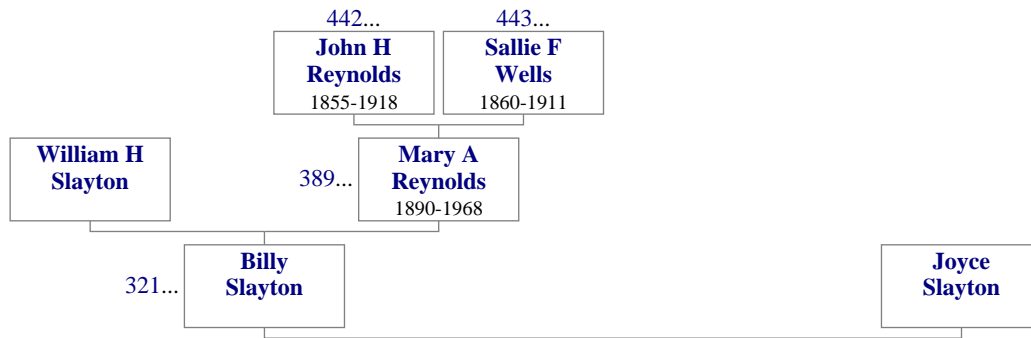 442...
443...
John H
Reynolds
1855-1918
Sallie F
Wells
1860-1911
William H
Slayton
389...
Mary A
Reynolds
1890-1968
321...
Billy
Slayton
Joyce
Slayton